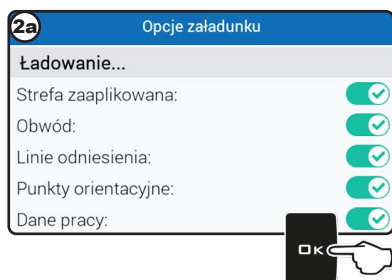 2a
Opcje załadunku
Ładowanie...
Strefa zaaplikowana:
Obwód:
Linie odniesienia:
Punkty orientacyjne:
Dane pracy:
OK